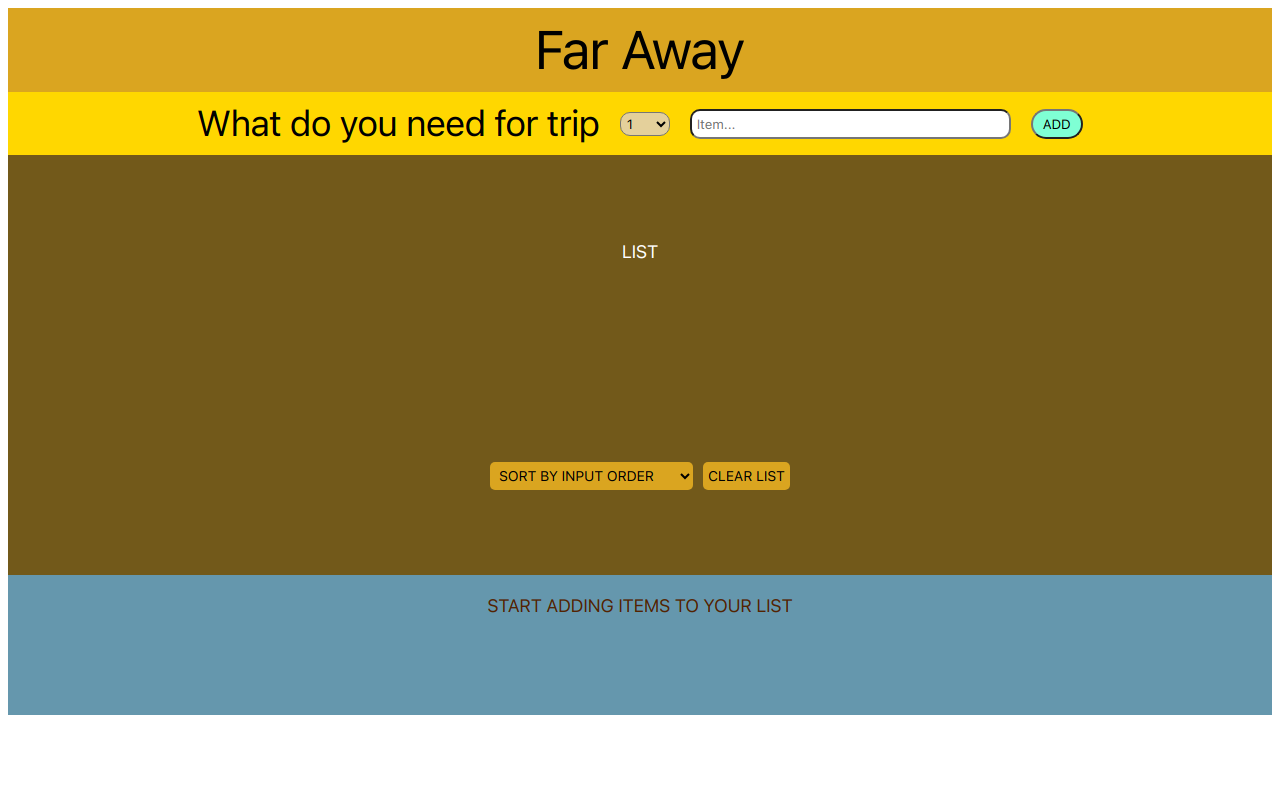 Far Away
What do you need for trip 1 Item... ADD
LIST
SORT BY INPUT ORDER CLEAR LIST
START ADDING ITEMS TO YOUR LIST